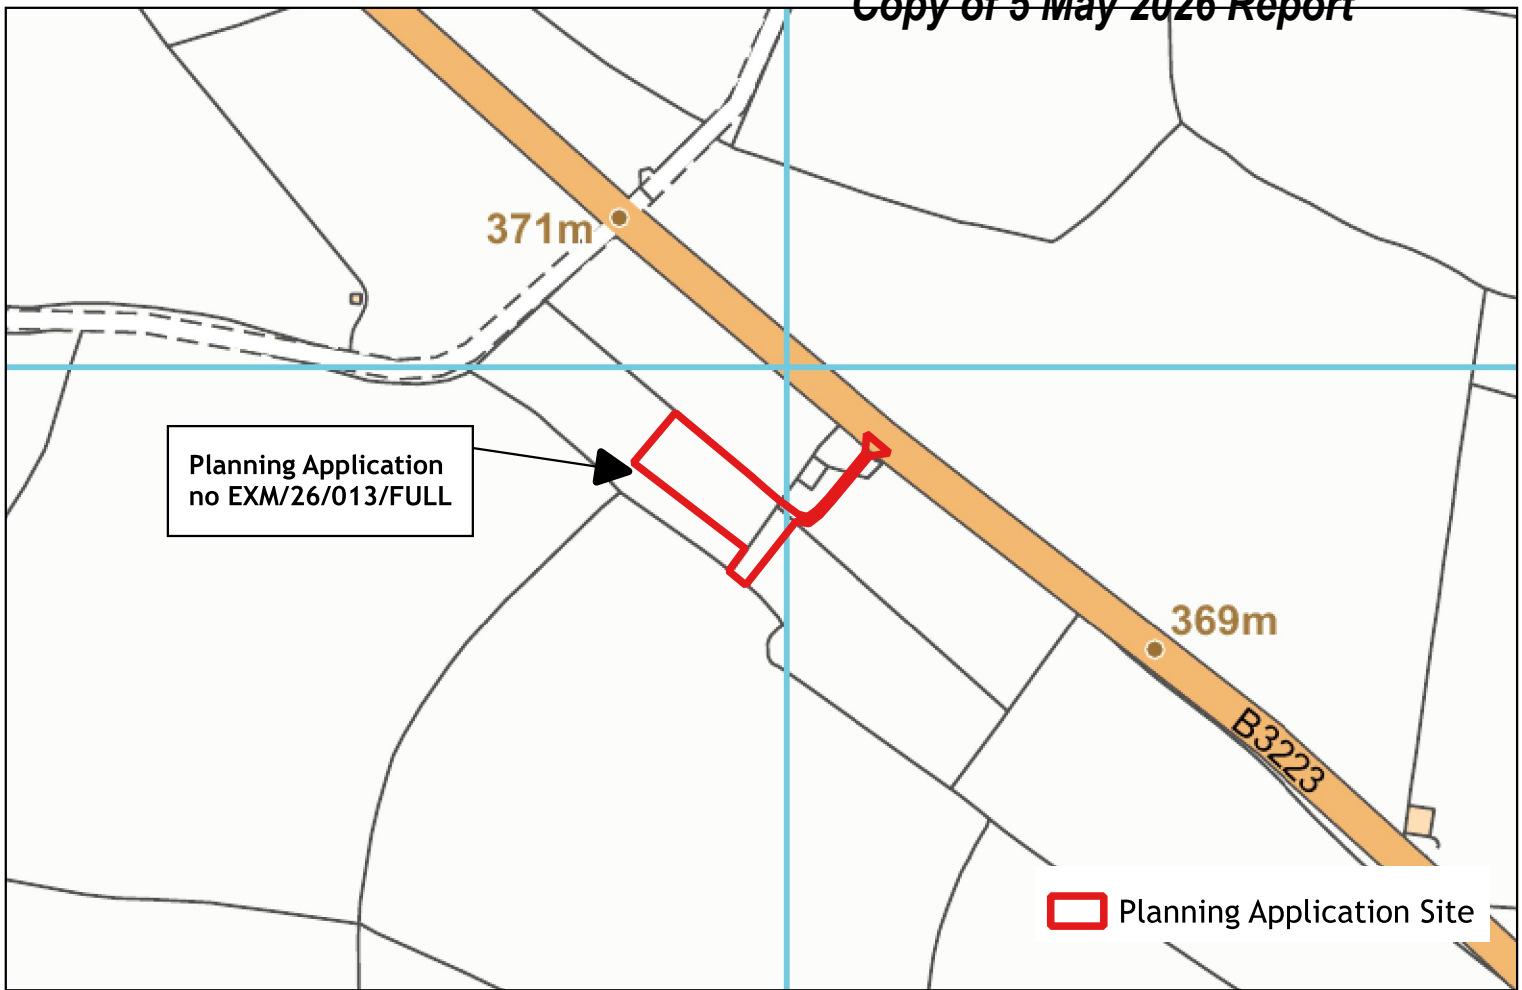 Copy of 5 May 2026 Report
371m
Planning Application
no EXM/26/013/FULL
369m
B3223
Planning Application Site